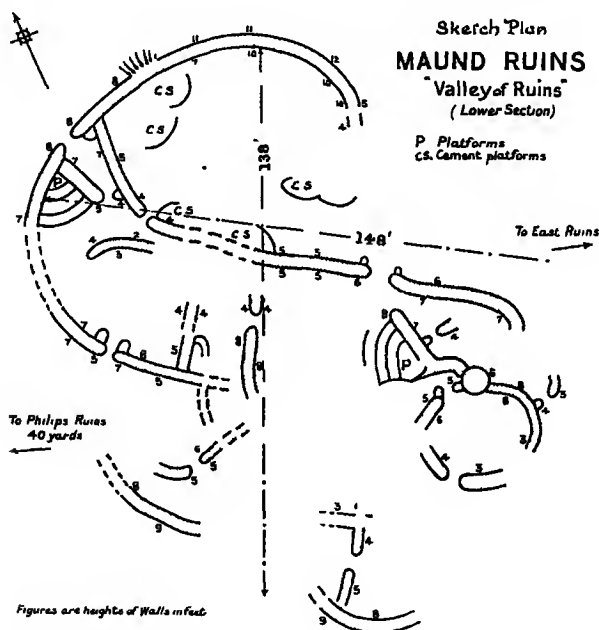 Sketch Plan
MAUND RUINS
"Valley of Ruins"
(Lower Section)
P Platforms
CS. Cement platforms
CS
CS
138'
CS
CS
CS
148'
To East Ruins
P
P
To Philips Ruins
40 yards
Figures are heights of Walls in feet